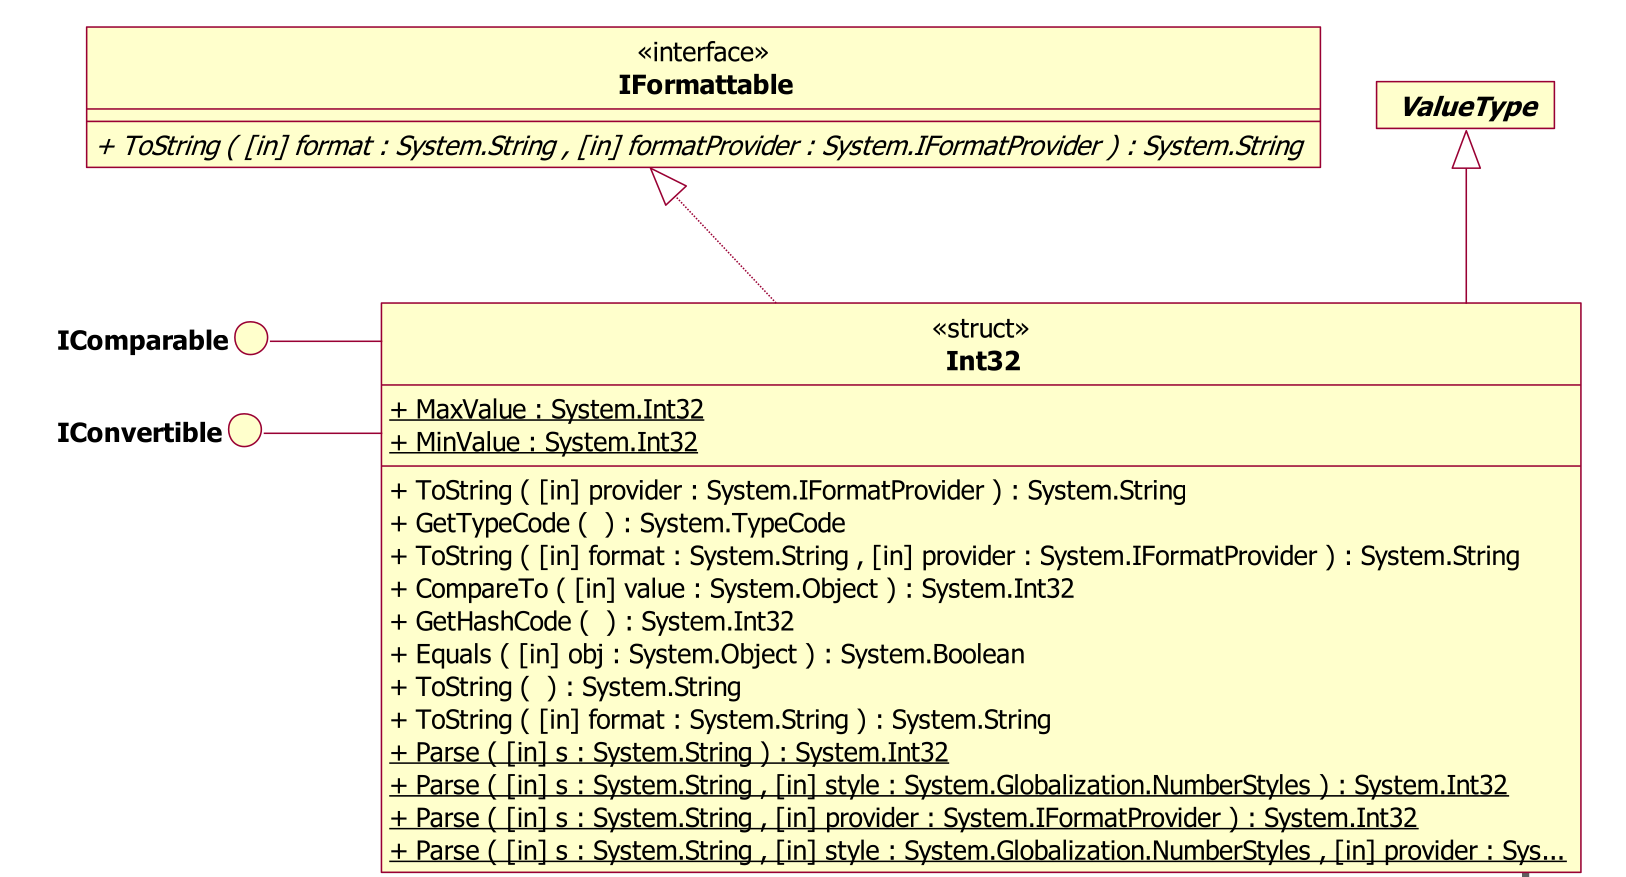 «interface»
IFormattable
+ ToString ( [in] format : System.String , [in] formatProvider : System.IFormatProvider ) : System.String
ValueType
IComparable
IConvertible
«struct»
Int32
+ MaxValue : System.Int32
+ MinValue : System.Int32
+ ToString ( [in] provider : System.IFormatProvider ) : System.String
+ GetTypeCode (  ) : System.TypeCode
+ ToString ( [in] format : System.String , [in] provider : System.IFormatProvider ) : System.String
+ CompareTo ( [in] value : System.Object ) : System.Int32
+ GetHashCode (  ) : System.Int32
+ Equals ( [in] obj : System.Object ) : System.Boolean
+ ToString (  ) : System.String
+ ToString ( [in] format : System.String ) : System.String
+ Parse ( [in] s : System.String ) : System.Int32
+ Parse ( [in] s : System.String , [in] style : System.Globalization.NumberStyles ) : System.Int32
+ Parse ( [in] s : System.String , [in] provider : System.IFormatProvider ) : System.Int32
+ Parse ( [in] s : System.String , [in] style : System.Globalization.NumberStyles , [in] provider : Sys...